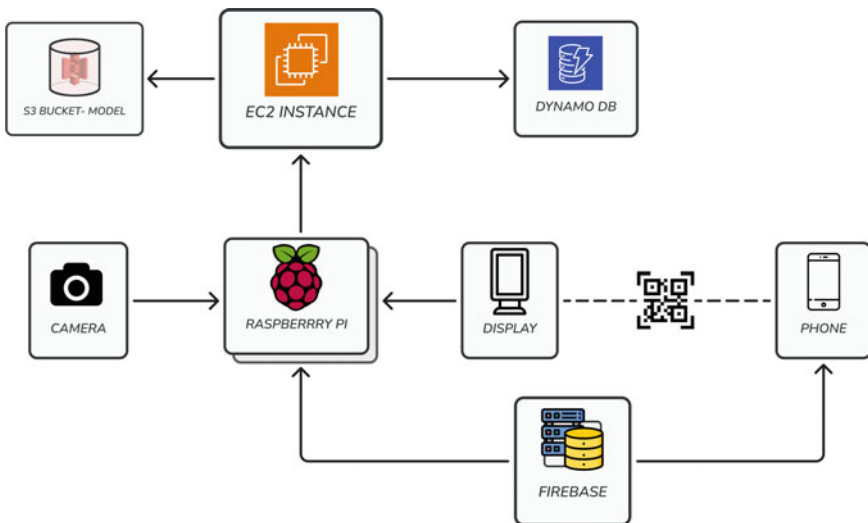 S3 BUCKET- MODEL
EC2 INSTANCE
DYNAMO DB
CAMERA
RASPBERRRY PI
DISPLAY
PHONE
FIREBASE